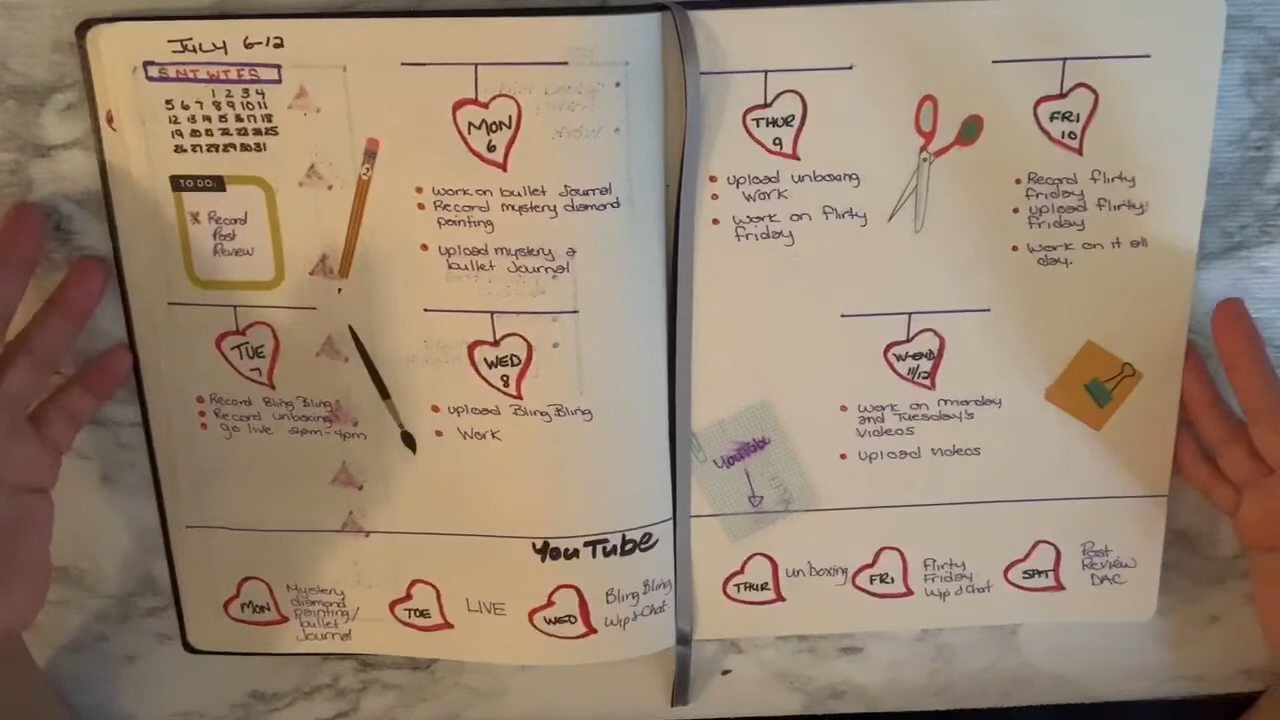 July 6-12
S M T W T F S
1 2 3 4
5 6 7 8 9 10 11
12 13 14 15 16 17 18
19 20 21 22 23 24 25
26 27 28 29 30 31
TO DO:
X Record
Post
Review
MON
6
work on bullet Journal
Record mystery diamond
painting
upload mystery &
bullet Journal
2
TUE
7
Record Bling Bling
Record unboxing
go live 2pm-4pm
WED
8
upload Bling Bling
Work
THUR
9
upload unboxing
Work
Work on flirty
friday
FRI
10
Record flirty
friday
upload flirty
friday
work on it all
day.
W-END
11/12
Work on monday
and Tuesday's
videos
upload videos
YouTube
YouTube
MON
Mystery
diamond
painting/
bullet
Journal
TUE
LIVE
WED
Bling Bling
Wip & Chat
THUR
unboxing
FRI
Flirty
Friday
Wip & Chat
SAT
Post
Review
DAC